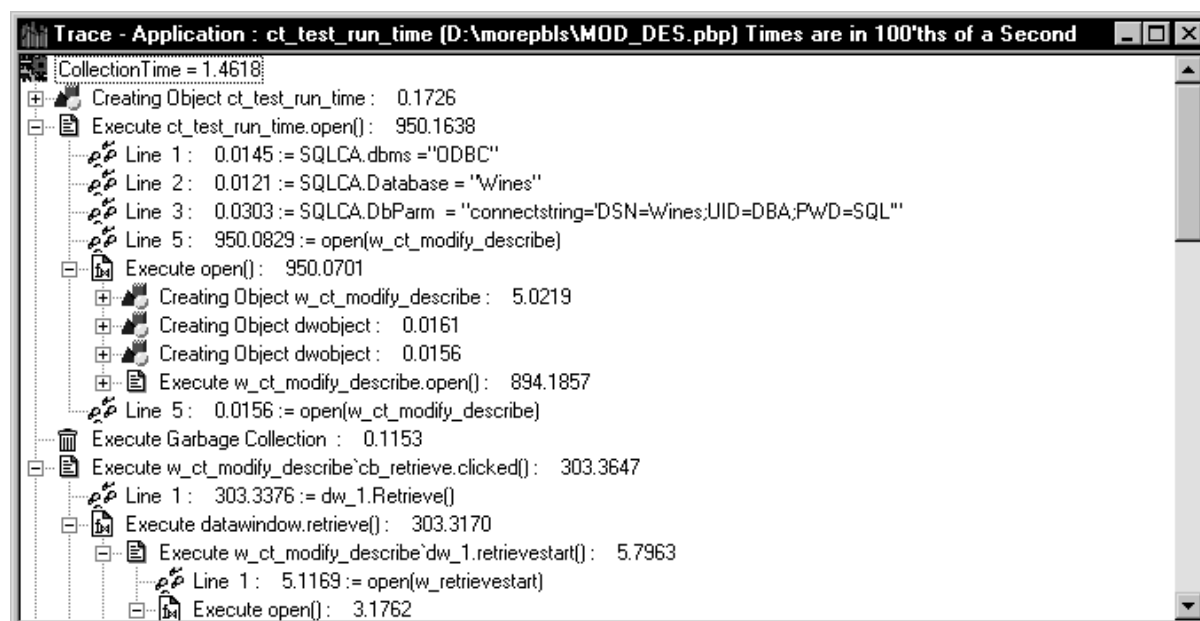 Trace - Application : ct_test_run_time (D:\morepbls\MOD_DES.pbp) Times are in 100'ths of a Second
CollectionTime = 1.4618
Creating Object ct_test_run_time : 0.1726
Execute ct_test_run_time.open() : 950.1638
Line 1 : 0.0145 := SQLCA.dbms ="ODBC"
Line 2 : 0.0121 := SQLCA.Database = "Wines"
Line 3 : 0.0303 := SQLCA.DbParm = "connectstring='DSN=Wines;UID=DBA;PWD=SQL'"
Line 5 : 950.0829 := open(w_ct_modify_describe)
Execute open() : 950.0701
Creating Object w_ct_modify_describe : 5.0219
Creating Object dwobject : 0.0161
Creating Object dwobject : 0.0156
Execute w_ct_modify_describe.open() : 894.1857
Line 5 : 0.0156 := open(w_ct_modify_describe)
Execute Garbage Collection : 0.1153
Execute w_ct_modify_describe`cb_retrieve.clicked() : 303.3647
Line 1 : 303.3376 := dw_1.Retrieve()
Execute datawindow.retrieve() : 303.3170
Execute w_ct_modify_describe`dw_1.retrievestart() : 5.7963
Line 1 : 5.1169 := open(w_retrievestart)
Execute open() : 3.1762